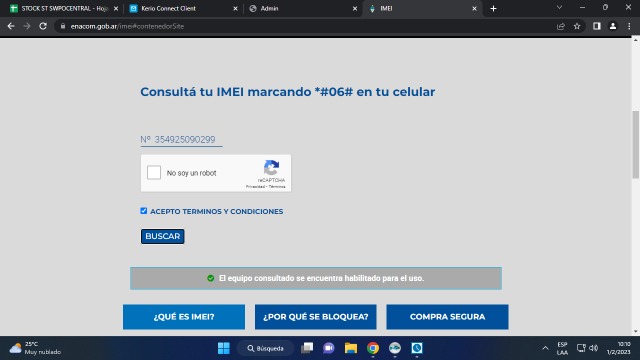 STOCK ST SWPOCENTRAL - Hoja
Kerio Connect Client
Admin
IMEI
enacom.gob.ar/imei#contenedorSite
Consultá tu IMEI marcando *#06# en tu celular
Nº 354925090299
No soy un robot
reCAPTCHA
Privacidad - Términos
ACEPTO TERMINOS Y CONDICIONES
BUSCAR
El equipo consultado se encuentra habilitado para el uso.
¿QUÉ ES IMEI?
¿POR QUÉ SE BLOQUEA?
COMPRA SEGURA
25°C
Muy nublado
Búsqueda
ESP
LAA
10:10
1/2/2023